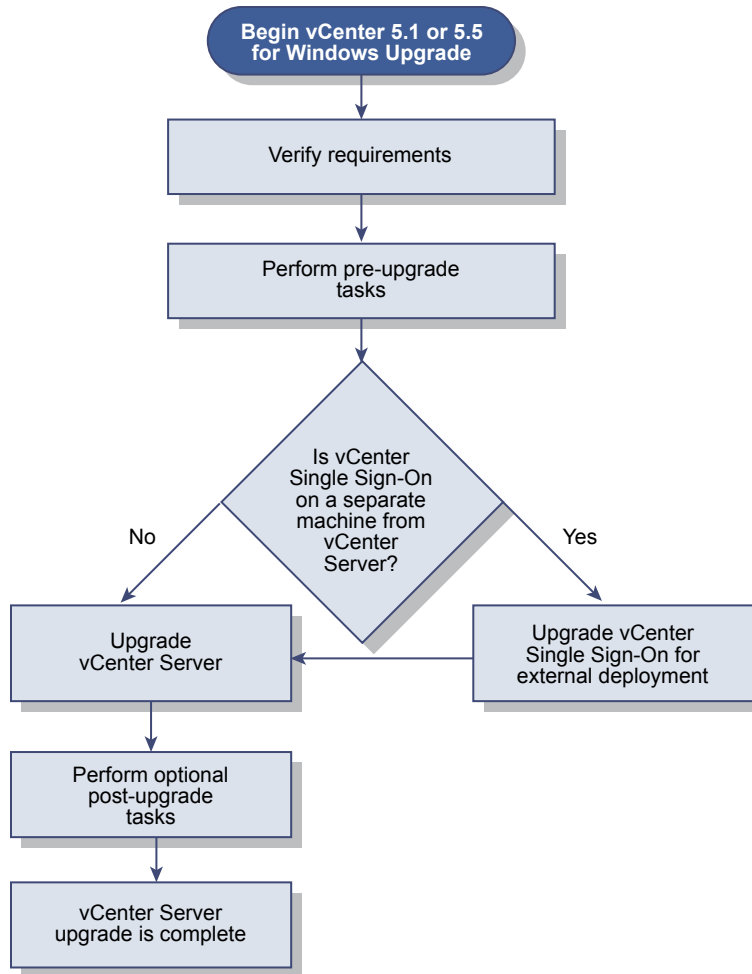 Begin vCenter 5.1 or 5.5
for Windows Upgrade
Verify requirements
Perform pre-upgrade
tasks
Is vCenter
Single Sign-On
on a separate
machine from
vCenter
Server?
No
Yes
Upgrade
vCenter Server
Upgrade vCenter
Single Sign-On for
external deployment
Perform optional
post-upgrade
tasks
vCenter Server
upgrade is complete